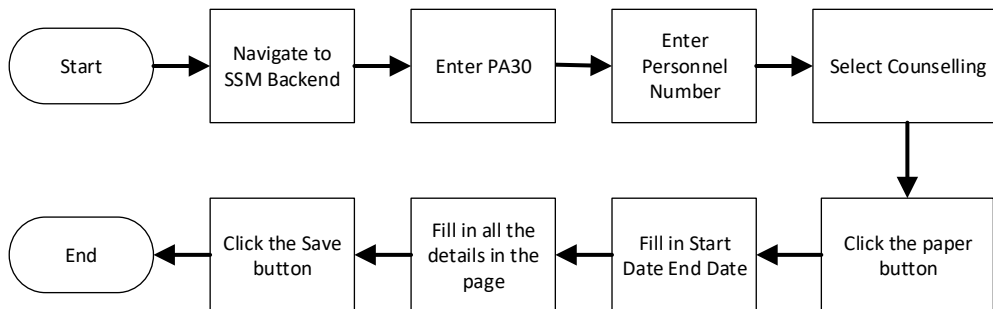 Start
Navigate to
SSM Backend
Enter PA30
Enter
Personnel
Number
Select Counselling
Click the paper
button
Fill in Start
Date End Date
Fill in all the
details in the
page
Click the Save
button
End